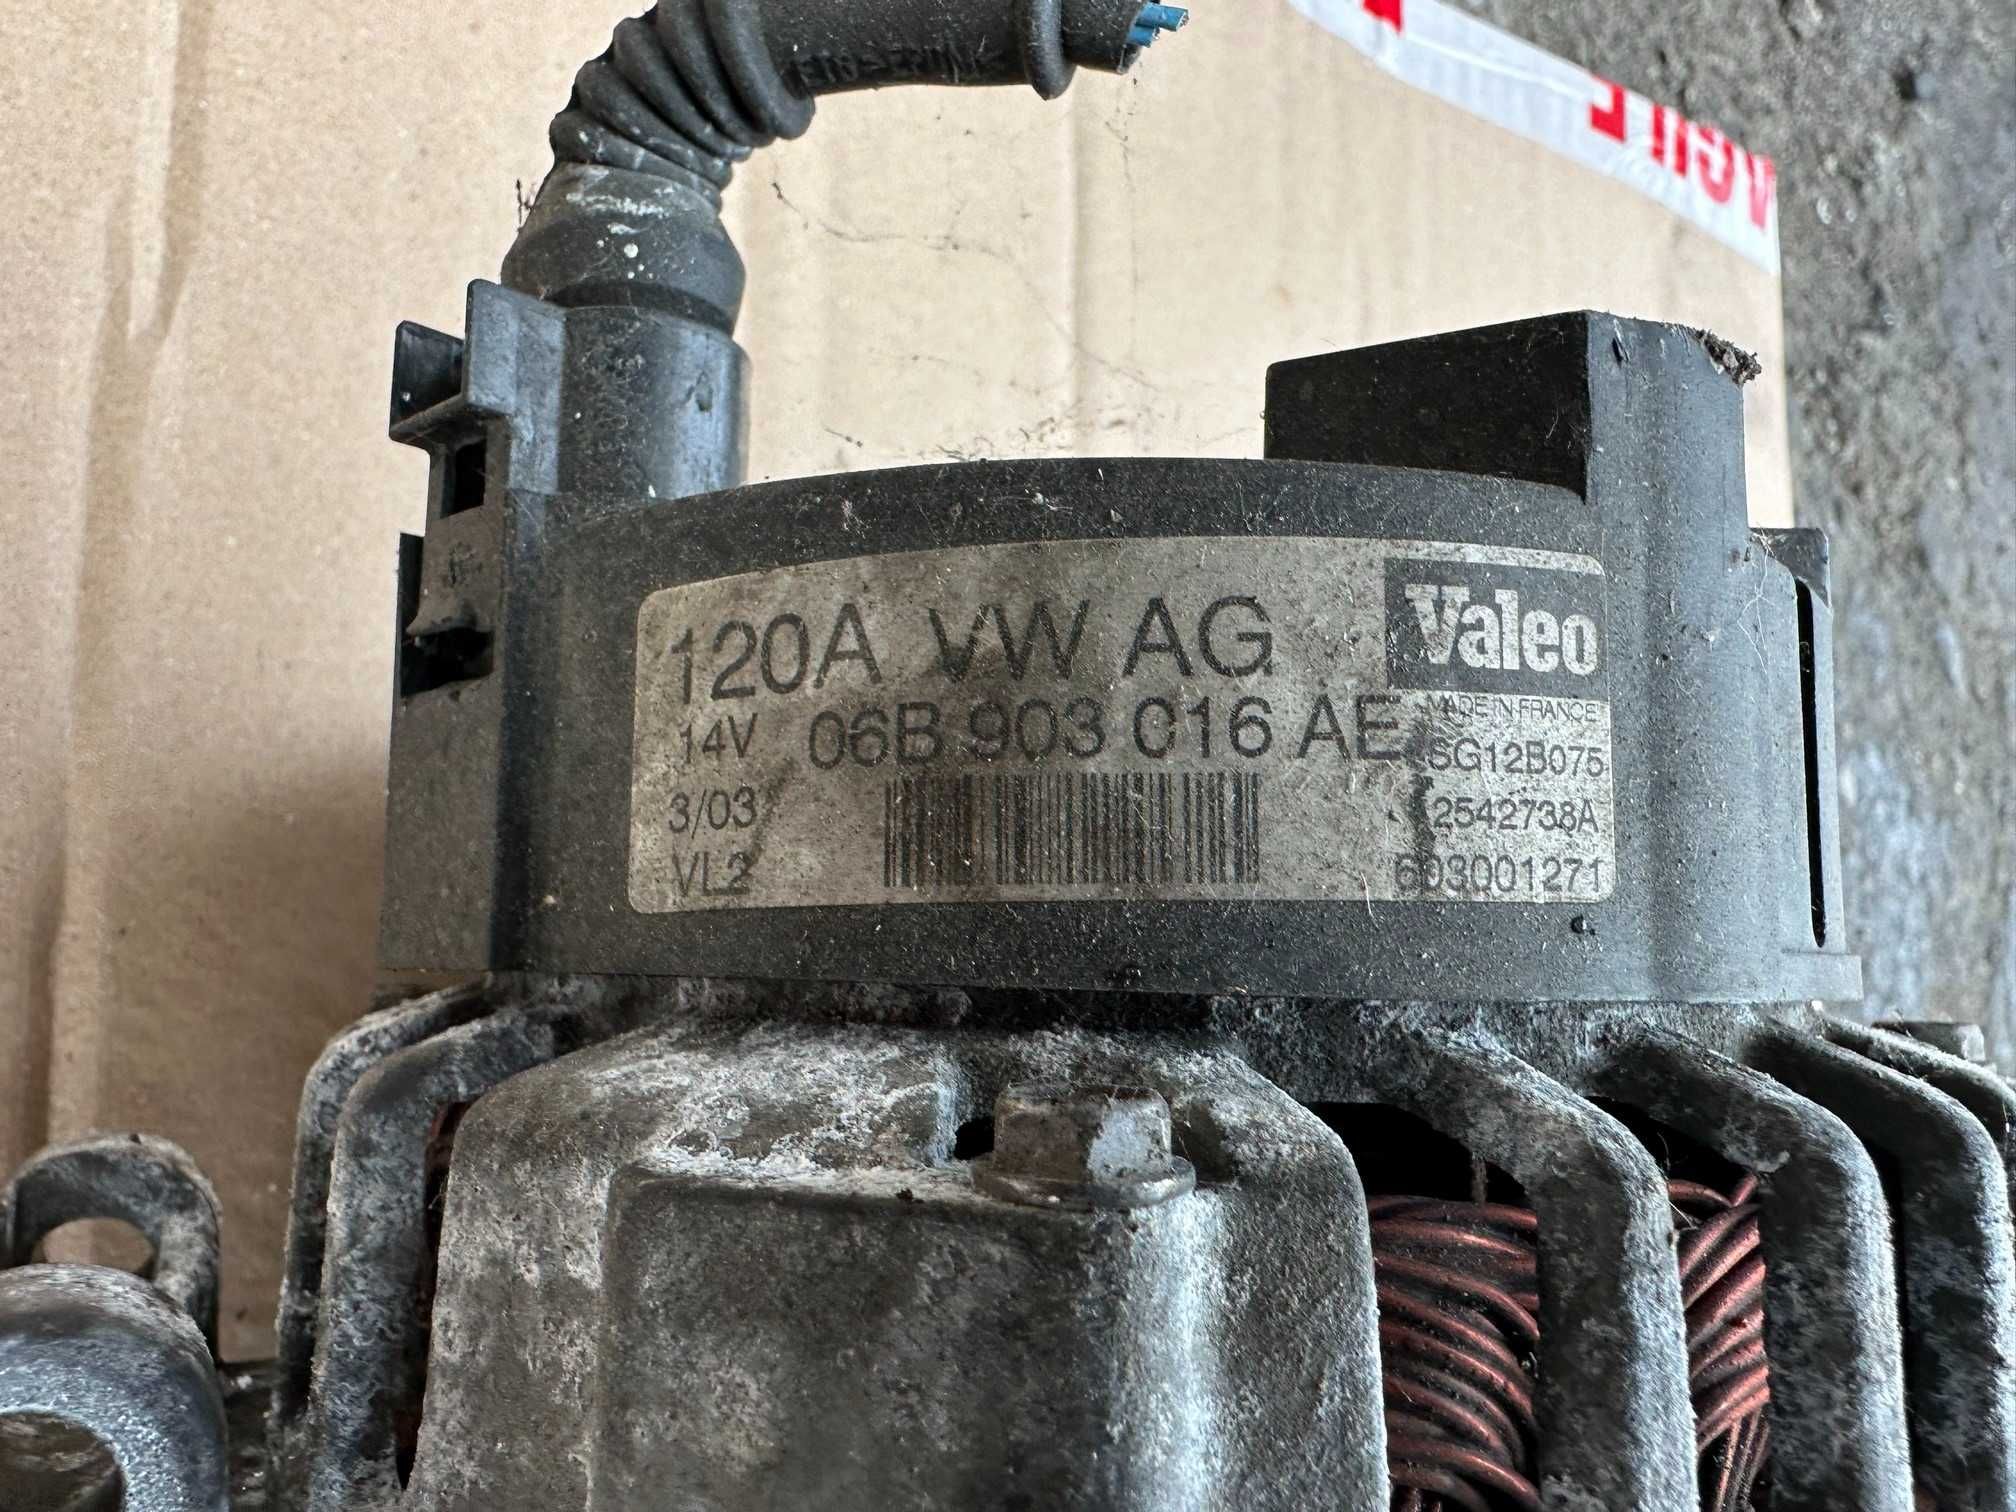 120A VW AG
Valeo
MADE IN FRANCE
14V
06B 903 016 AE
SG12B075
3/03
2542738A
VL2
603001271